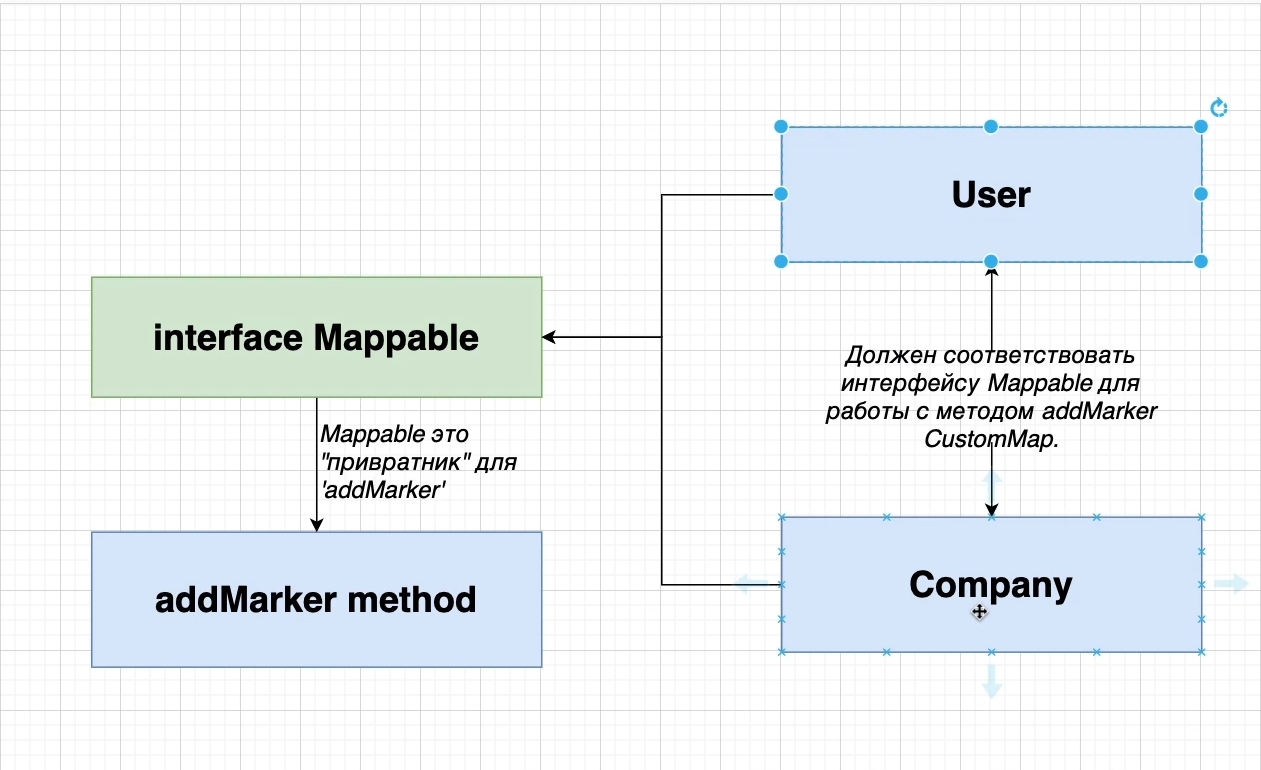 User
interface Mappable
Должен соответствовать
интерфейсу Mappable для
работы с методом addMarker
CustomMap.
Mappable это
"привратник" для
'addMarker'
addMarker method
Company